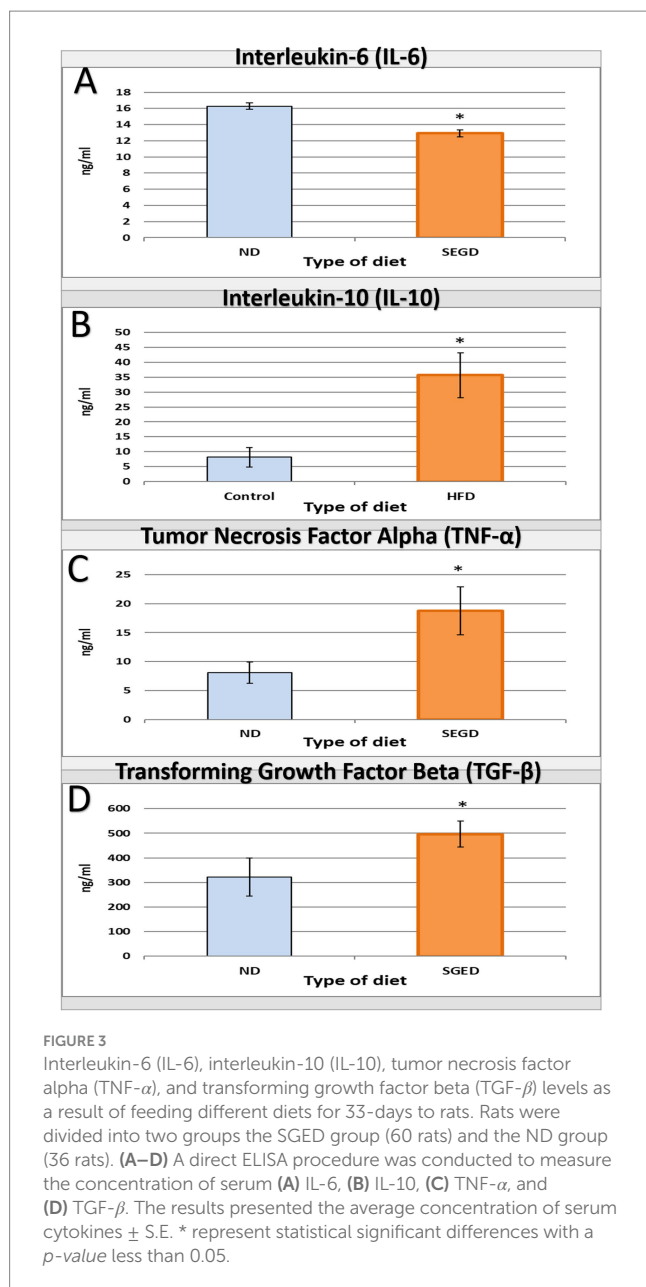 Interleukin-6 (IL-6)
A
18
16
14
12
10
8
6
4
2
0
ng/ml
*
ND
SEGD
Type of diet
Interleukin-10 (IL-10)
B
50
45
40
35
30
25
20
15
10
5
0
ng/ml
*
Control
HFD
Type of diet
Tumor Necrosis Factor Alpha (TNF-α)
C
25
20
15
10
5
0
ng/ml
*
ND
SEGD
Type of diet
Transforming Growth Factor Beta (TGF-β)
D
600
500
400
300
200
100
0
ng/ml
*
ND
SGED
Type of diet
FIGURE 3
Interleukin-6 (IL-6), interleukin-10 (IL-10), tumor necrosis factor
alpha (TNF-α), and transforming growth factor beta (TGF-β) levels as
a result of feeding different diets for 33-days to rats. Rats were
divided into two groups the SGED group (60 rats) and the ND group
(36 rats). (A–D) A direct ELISA procedure was conducted to measure
the concentration of serum (A) IL-6, (B) IL-10, (C) TNF-α, and
(D) TGF-β. The results presented the average concentration of serum
cytokines ± S.E. * represent statistical significant differences with a
p-value less than 0.05.